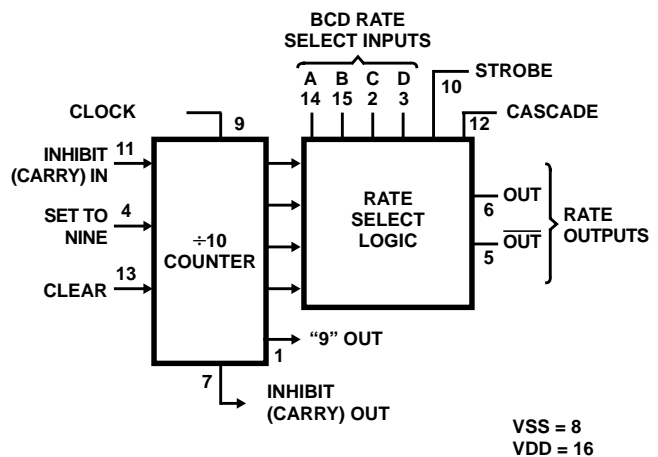 BCD RATE
SELECT INPUTS
A B C D
14 15 2 3
10
STROBE
12
CASCADE
CLOCK
9
11
INHIBIT
(CARRY) IN
4
SET TO
NINE
13
CLEAR
÷10
COUNTER
RATE
SELECT
LOGIC
6
OUT
5
OUT
RATE
OUTPUTS
1
“9” OUT
7
INHIBIT
(CARRY) OUT
VSS = 8
VDD = 16